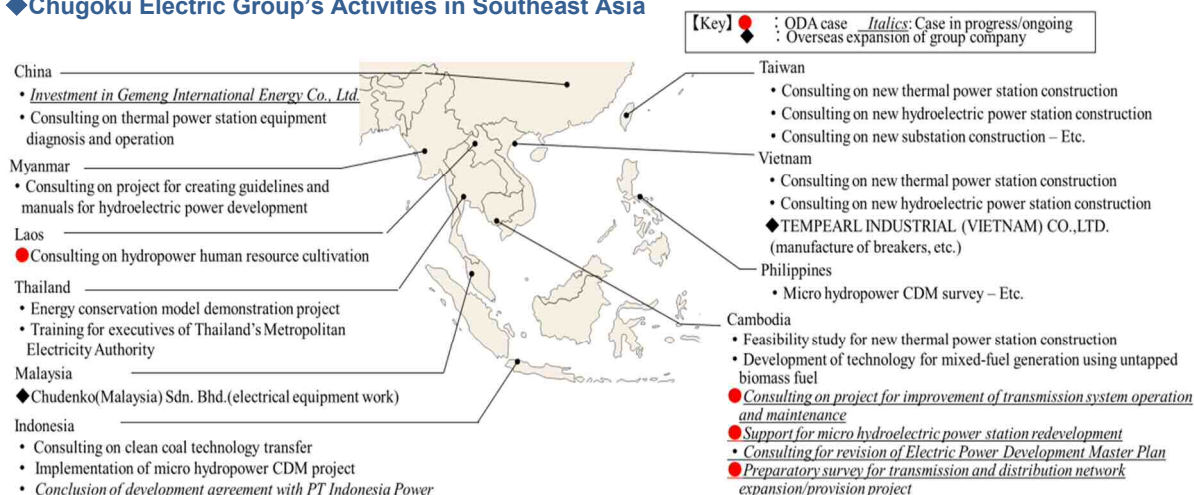 ◆Chugoku Electric Group's Activities in Southeast Asia
【Key】● : ODA case Italics: Case in progress/ongoing
◆ : Overseas expansion of group company
China
• Investment in Gemeng International Energy Co., Ltd.
• Consulting on thermal power station equipment
diagnosis and operation
Myanmar
• Consulting on project for creating guidelines and
manuals for hydroelectric power development
Laos
●Consulting on hydropower human resource cultivation
Thailand
• Energy conservation model demonstration project
• Training for executives of Thailand's Metropolitan
Electricity Authority
Malaysia
◆Chudenko(Malaysia) Sdn. Bhd.(electrical equipment work)
Indonesia
• Consulting on clean coal technology transfer
• Implementation of micro hydropower CDM project
• Conclusion of development agreement with PT Indonesia Power
Taiwan
• Consulting on new thermal power station construction
• Consulting on new hydroelectric power station construction
• Consulting on new substation construction – Etc.
Vietnam
• Consulting on new thermal power station construction
• Consulting on new hydroelectric power station construction
◆TEMPEARL INDUSTRIAL (VIETNAM) CO.,LTD.
(manufacture of breakers, etc.)
Philippines
• Micro hydropower CDM survey – Etc.
Cambodia
• Feasibility study for new thermal power station construction
• Development of technology for mixed-fuel generation using untapped
biomass fuel
●Consulting on project for improvement of transmission system operation
and maintenance
●Support for micro hydroelectric power station redevelopment
• Consulting for revision of Electric Power Development Master Plan
●Preparatory survey for transmission and distribution network
expansion/provision project